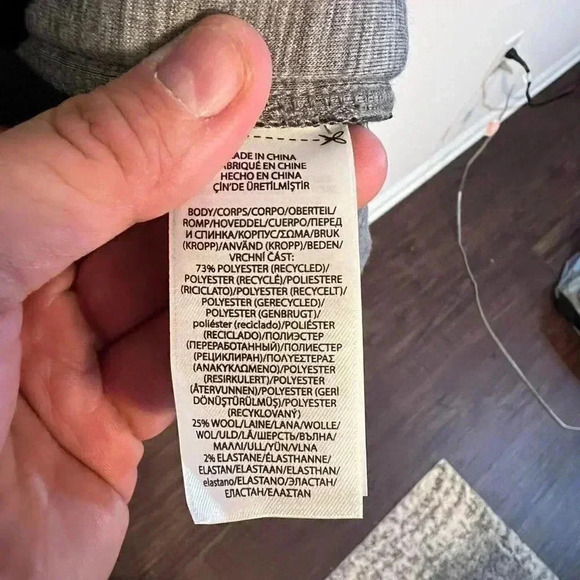 ADE IN CHINA
BRIQUÉ EN CHINE
HECHO EN CHINA
ÇİN'DE ÜRETİLMİŞTİR
BODY/CORPS/CORPO/OBERTEIL/
ROMP/HOVEDDEL/CUERPO/ПЕРЕД
И СПИНКА/КОРПУС/ΣΩΜΑ/BRUK
(KROPP)/ANVÄND (KROPP)/BEDEN/
VRCHNÍ ČÁST:
73% POLYESTER (RECYCLED)/
POLYESTER (RECYCLÉ)/POLIESTERE
(RICICLATO)/POLYESTER (RECYCELT)/
POLYESTER (GERECYCLED)/
POLYESTER (GENBRUGT)/
poliéster (reciclado)/POLIÉSTER
(RECICLADO)/ПОЛИЭСТЕР
(ПЕРЕРАБОТАННЫЙ)/ПОЛИЕСТЕР
(РЕЦИКЛИРАН)/ΠΟΛΥΕΣΤΕΡΑΣ
(ΑΝΑΚΥΚΛΩΜΕΝΟ)/POLYESTER
(RESIRKULERT)/POLYESTER
(ÅTERVUNNEN)/POLYESTER (GERİ
DÖNÜŞTÜRÜLMÜŞ)/POLYESTER
(RECYKLOVANÝ)
25% WOOL/LAINE/LANA/WOLLE/
WOL/ULD/LÃ/ШЕРСТЬ/ВЪЛНА/
ΜΑΛΛΙ/ULL/YÜN/VLNA
2% ELASTANE/ÉLASTHANNE/
ELASTAN/ELASTAAN/ELASTHAN/
elastano/ELASTANO/ЭЛАСТАН/
ЕЛАСТАН/ΕΛΑΣΤΑΝ